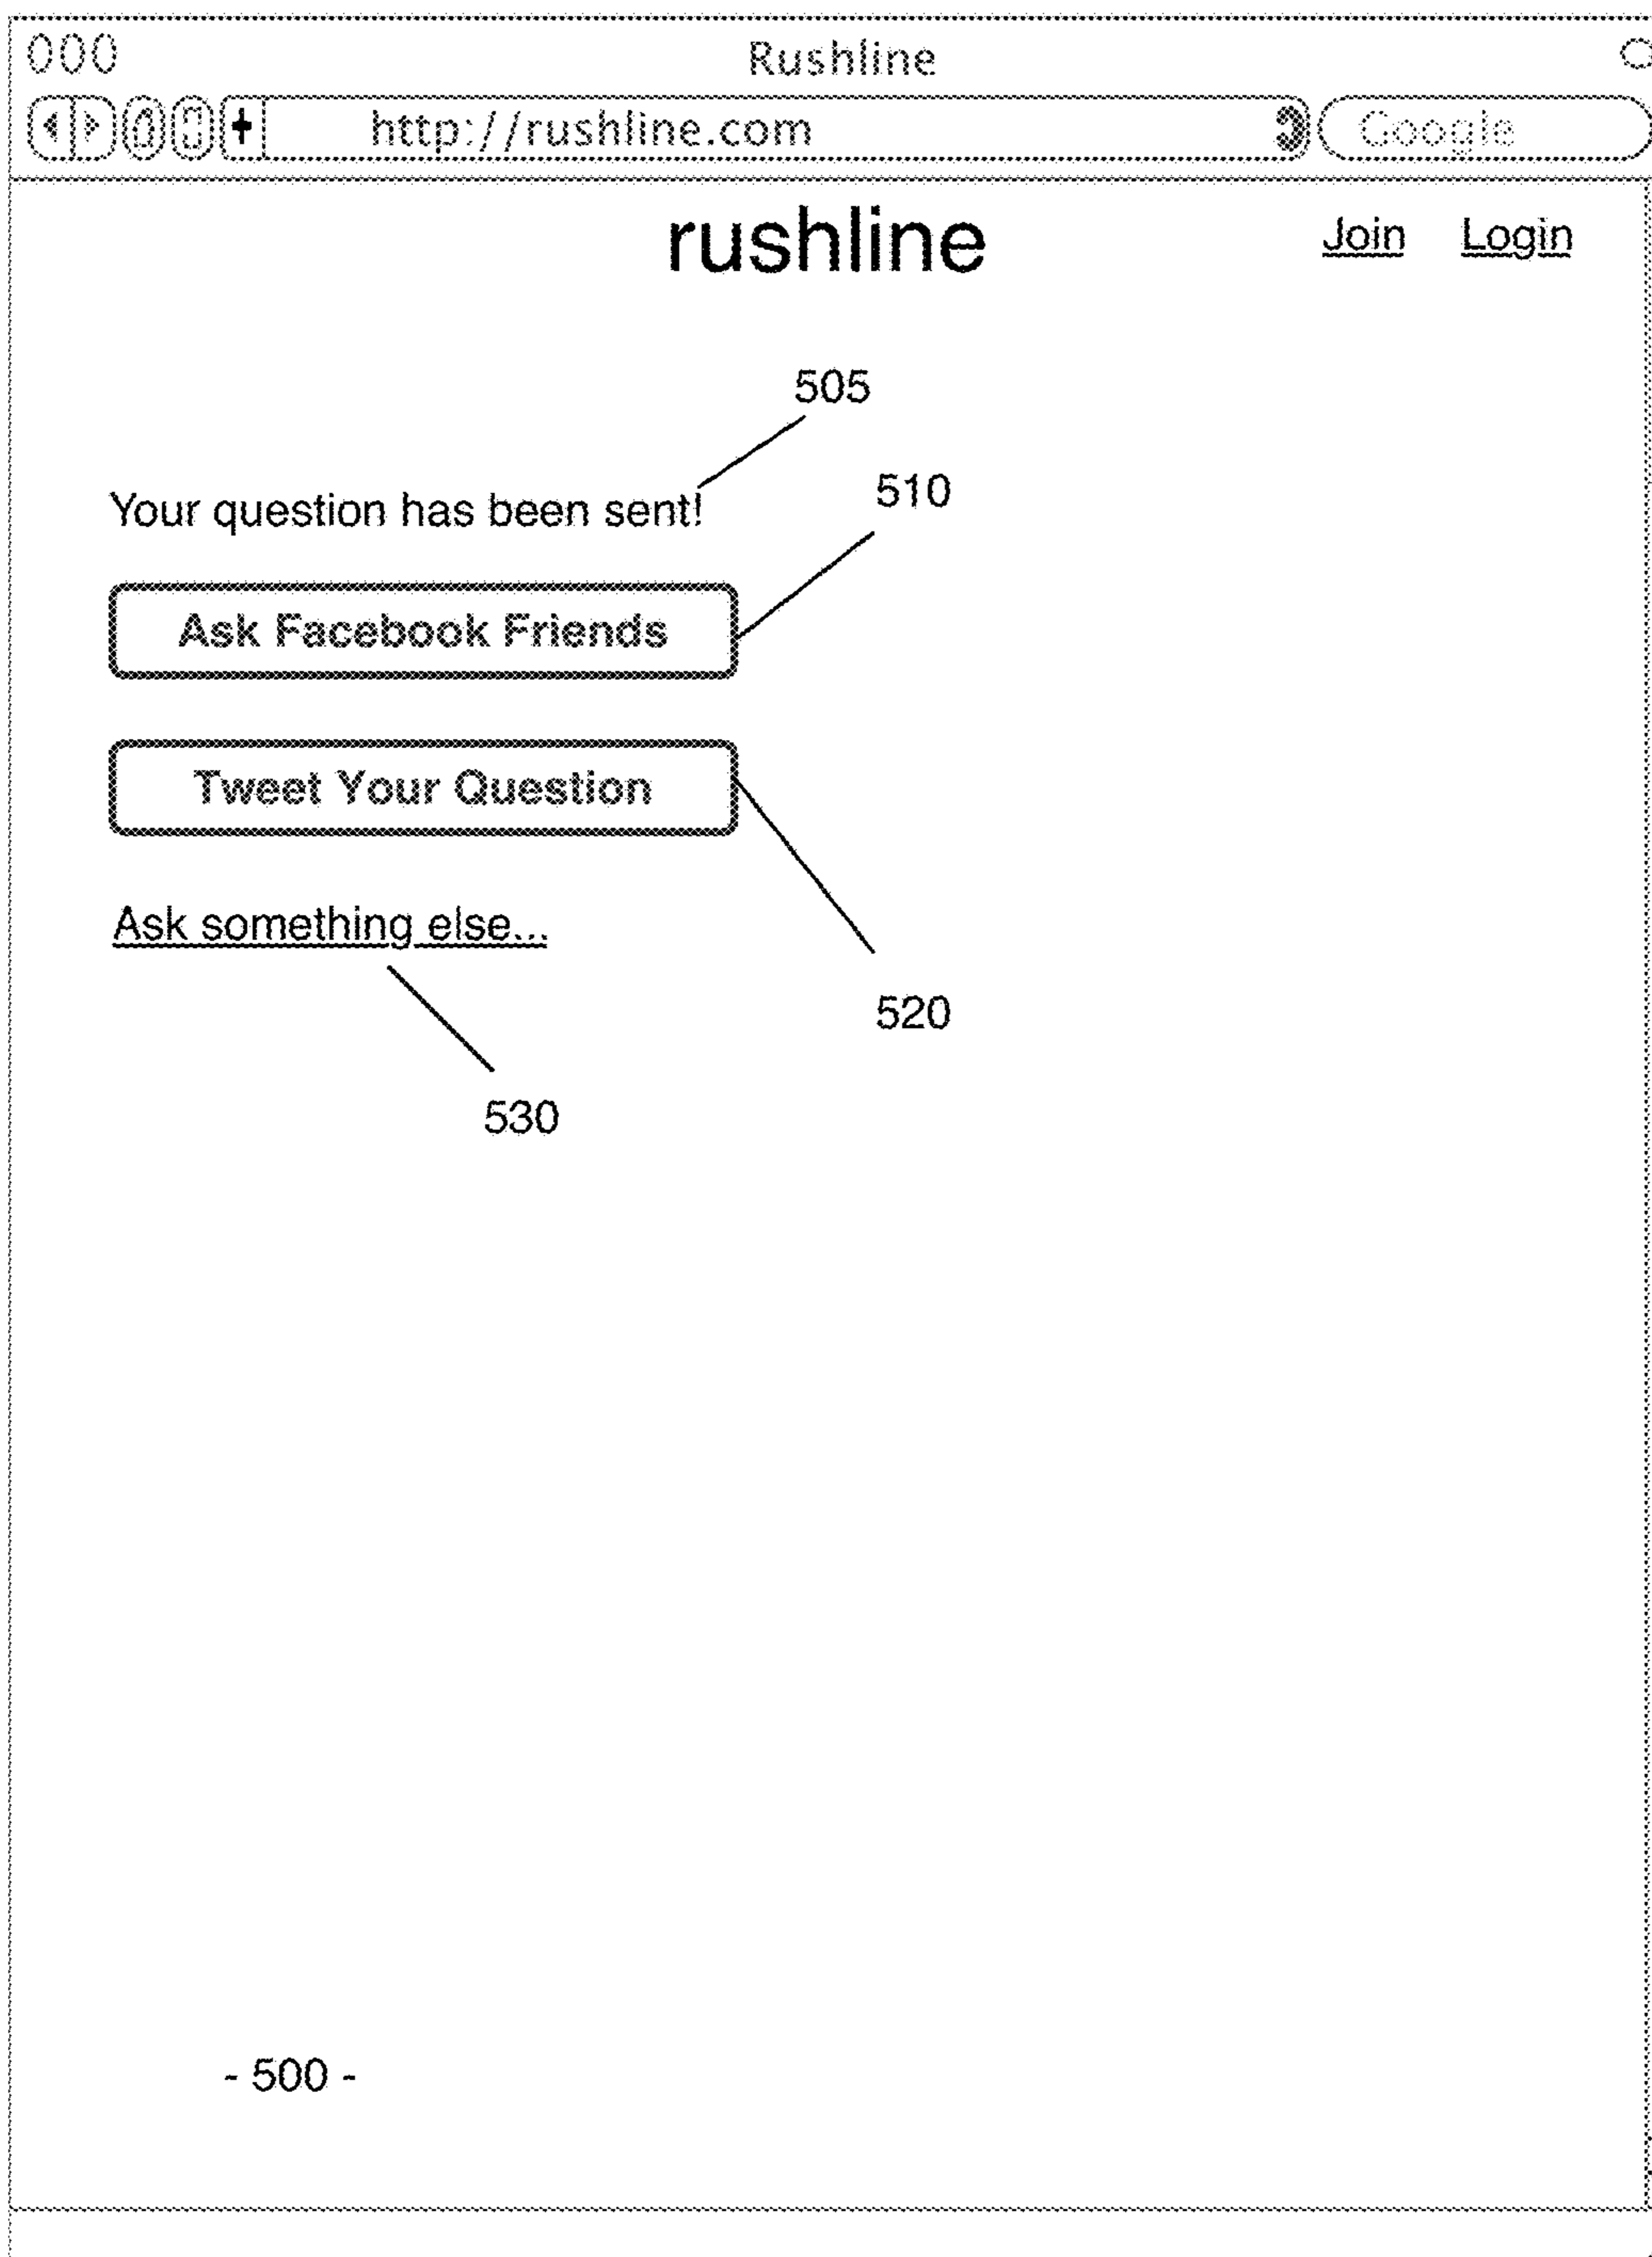 Rushline
http://rushline.com
Google
rushline
Join Login
505
Your question has been sent!
510
Ask Facebook Friends
Tweet Your Question
Ask something else...
520
530
- 500 -